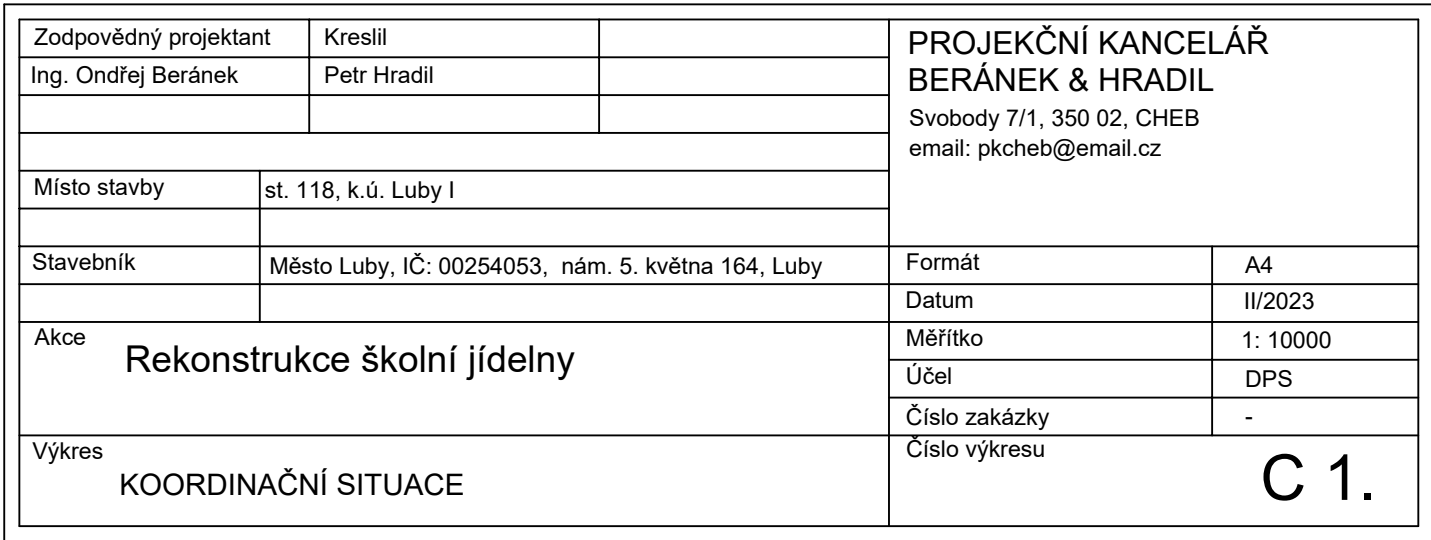 Zodpovědný projektant Kreslil
Ing. Ondřej Beránek Petr Hradil
PROJEKČNÍ KANCELÁŘ
BERÁNEK & HRADIL
Svobody 7/1, 350 02, CHEB
email: pkcheb@email.cz
Místo stavby st. 118, k.ú. Luby I
Stavebník Město Luby, IČ: 00254053, nám. 5. května 164, Luby
Formát A4
Datum II/2023
Akce Rekonstrukce školní jídelny
Měřítko 1: 10000
Účel DPS
Číslo zakázky -
Výkres
KOORDINAČNÍ SITUACE
Číslo výkresu
C 1.